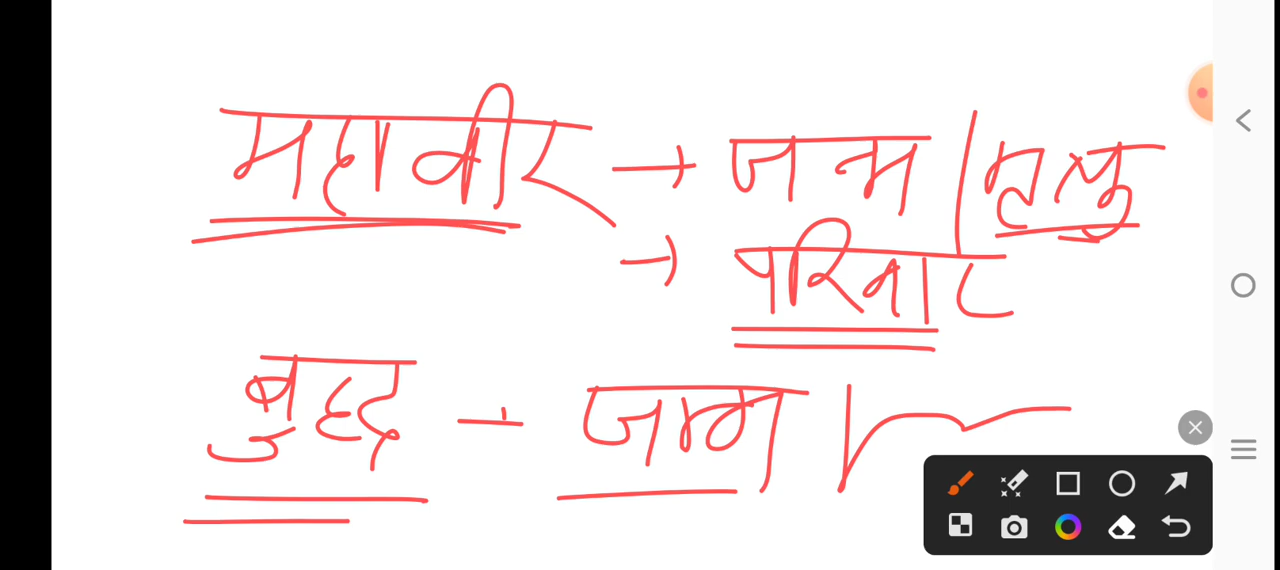 महावीर → जन्म / मृत्यु
→ परिवार
बुद्ध → जन्म /